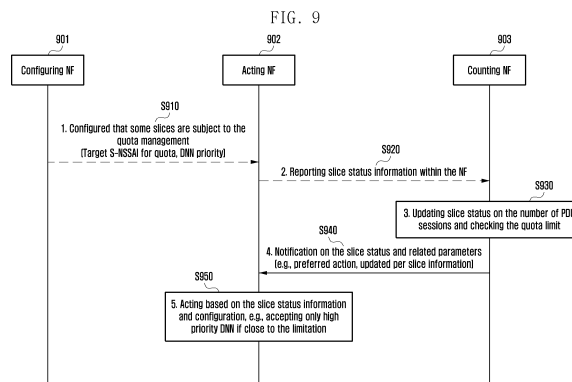 FIG. 9
901
902
903
Configuring NF
Acting NF
Counting NF
S910
1. Configured that some slices are subject to the
quota management
(Target S-NSSAI for quota, DNN priority)
S920
2. Reporting slice status information within the NF
S930
3. Updating slice status on the number of PDU
sessions and checking the quota limit
S940
4. Notification on the slice status and related parameters
(e.g., preferred action, updated per slice information)
S950
5. Acting based on the slice status information
and configuration, e.g., accepting only high
priority DNN if close to the limitation